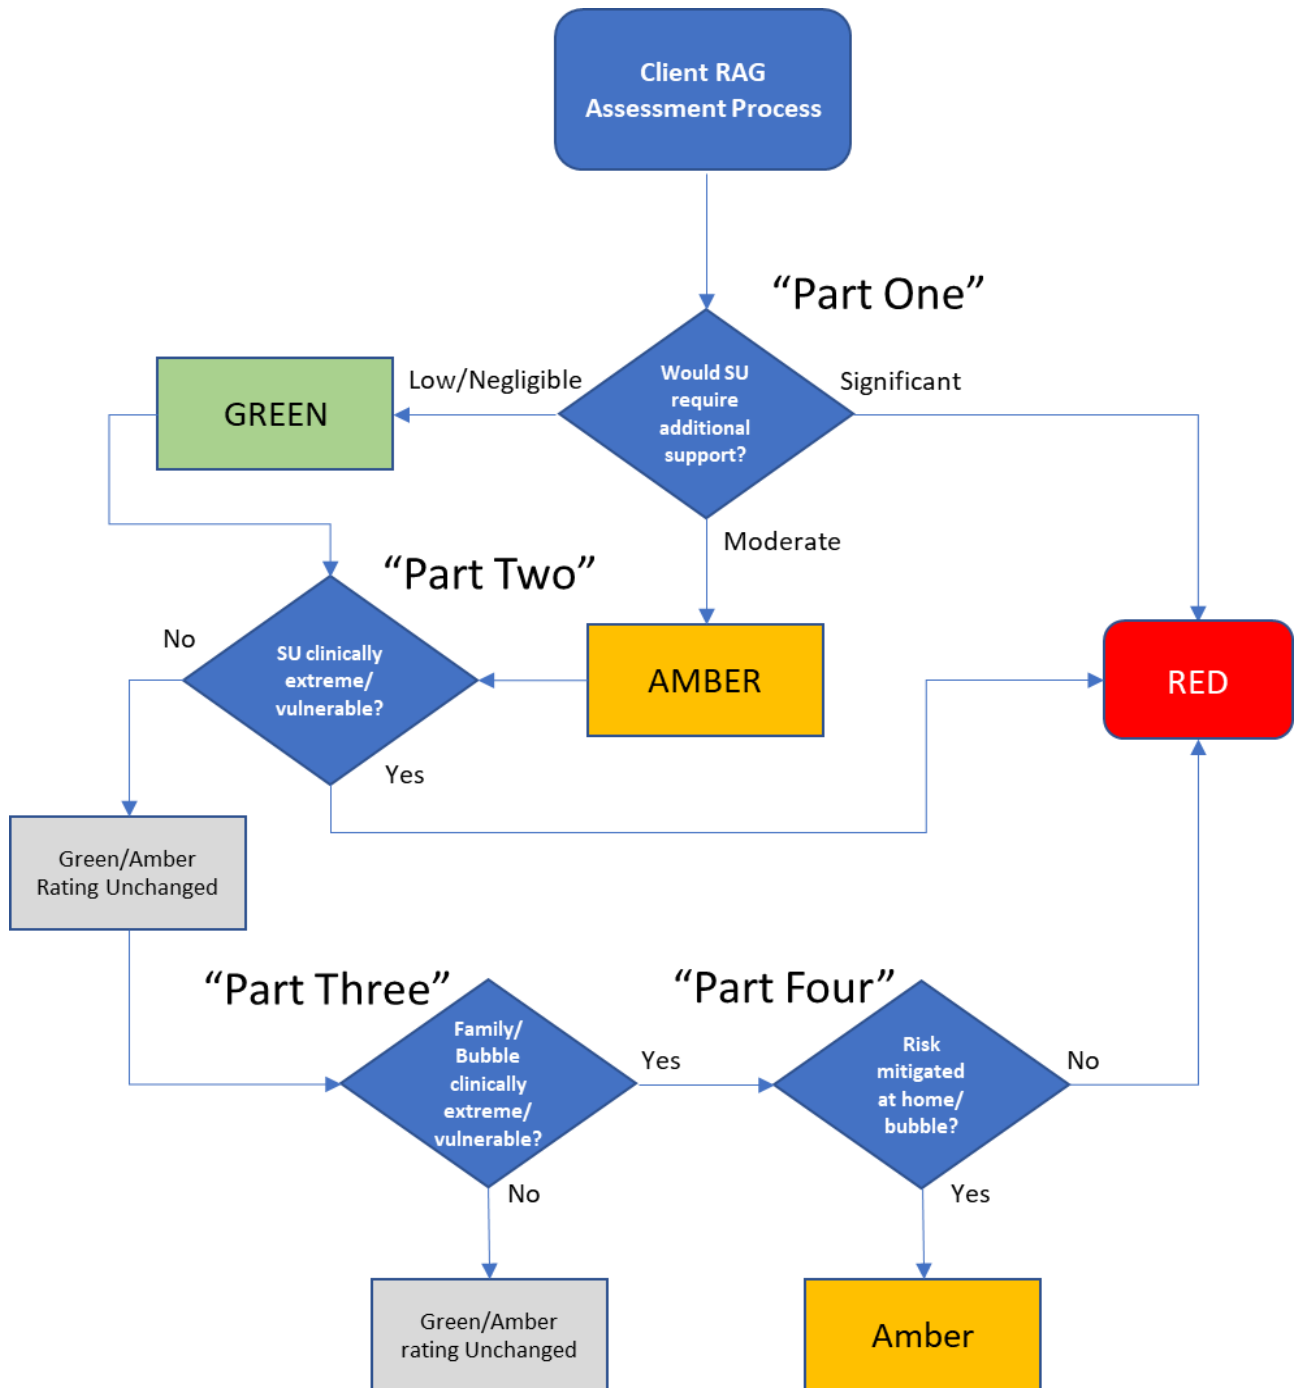 Client RAG
Assessment Process
“Part One”
Would SU
require
additional
support?
Low/Negligible
Significant
Moderate
GREEN
“Part Two”
SU clinically
extreme/
vulnerable?
No
Yes
AMBER
RED
Green/Amber
Rating Unchanged
“Part Three”
Family/
Bubble
clinically
extreme/
vulnerable?
Yes
No
“Part Four”
Risk
mitigated
at home/
bubble?
No
Yes
Green/Amber
rating Unchanged
Amber